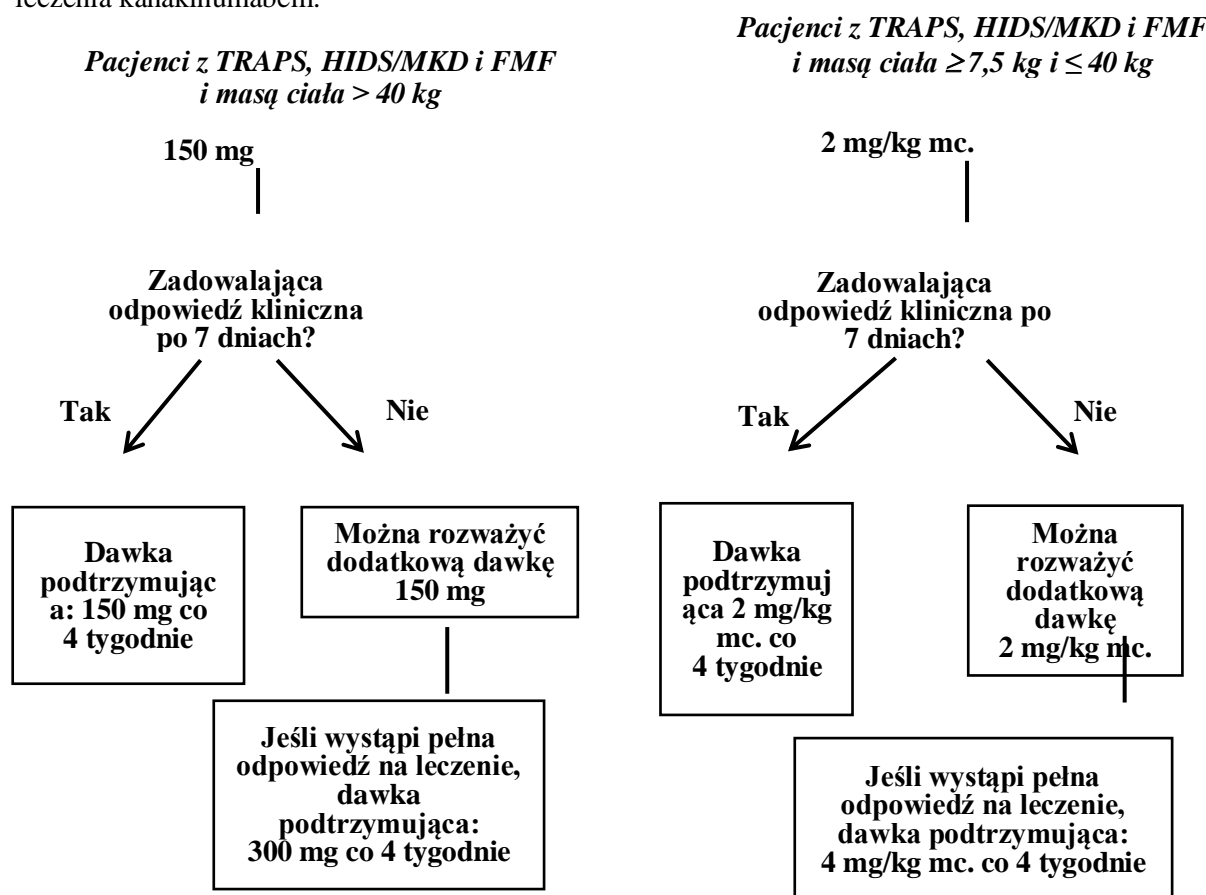 leczenia kanakinumabem.
Pacjenci z TRAPS, HIDS/MKD i FMF
i masą ciała > 40 kg
150 mg
Zadowalająca
odpowiedź kliniczna
po 7 dniach?
Tak
Nie
Dawka
podtrzymując
a: 150 mg co
4 tygodnie
Można rozważyć
dodatkową dawkę
150 mg
Jeśli wystąpi pełna
odpowiedź na leczenie,
dawka
podtrzymująca:
300 mg co 4 tygodnie
Pacjenci z TRAPS, HIDS/MKD i FMF
i masą ciała ≥ 7,5 kg i ≤ 40 kg
2 mg/kg mc.
Zadowalająca
odpowiedź kliniczna po
7 dniach?
Tak
Nie
Dawka
podtrzymuj
ąca 2 mg/kg
mc. co
4 tygodnie
Można
rozważyć
dodatkową
dawkę
2 mg/kg mc.
Jeśli wystąpi pełna
odpowiedź na leczenie,
dawka podtrzymująca:
4 mg/kg mc. co 4 tygodnie